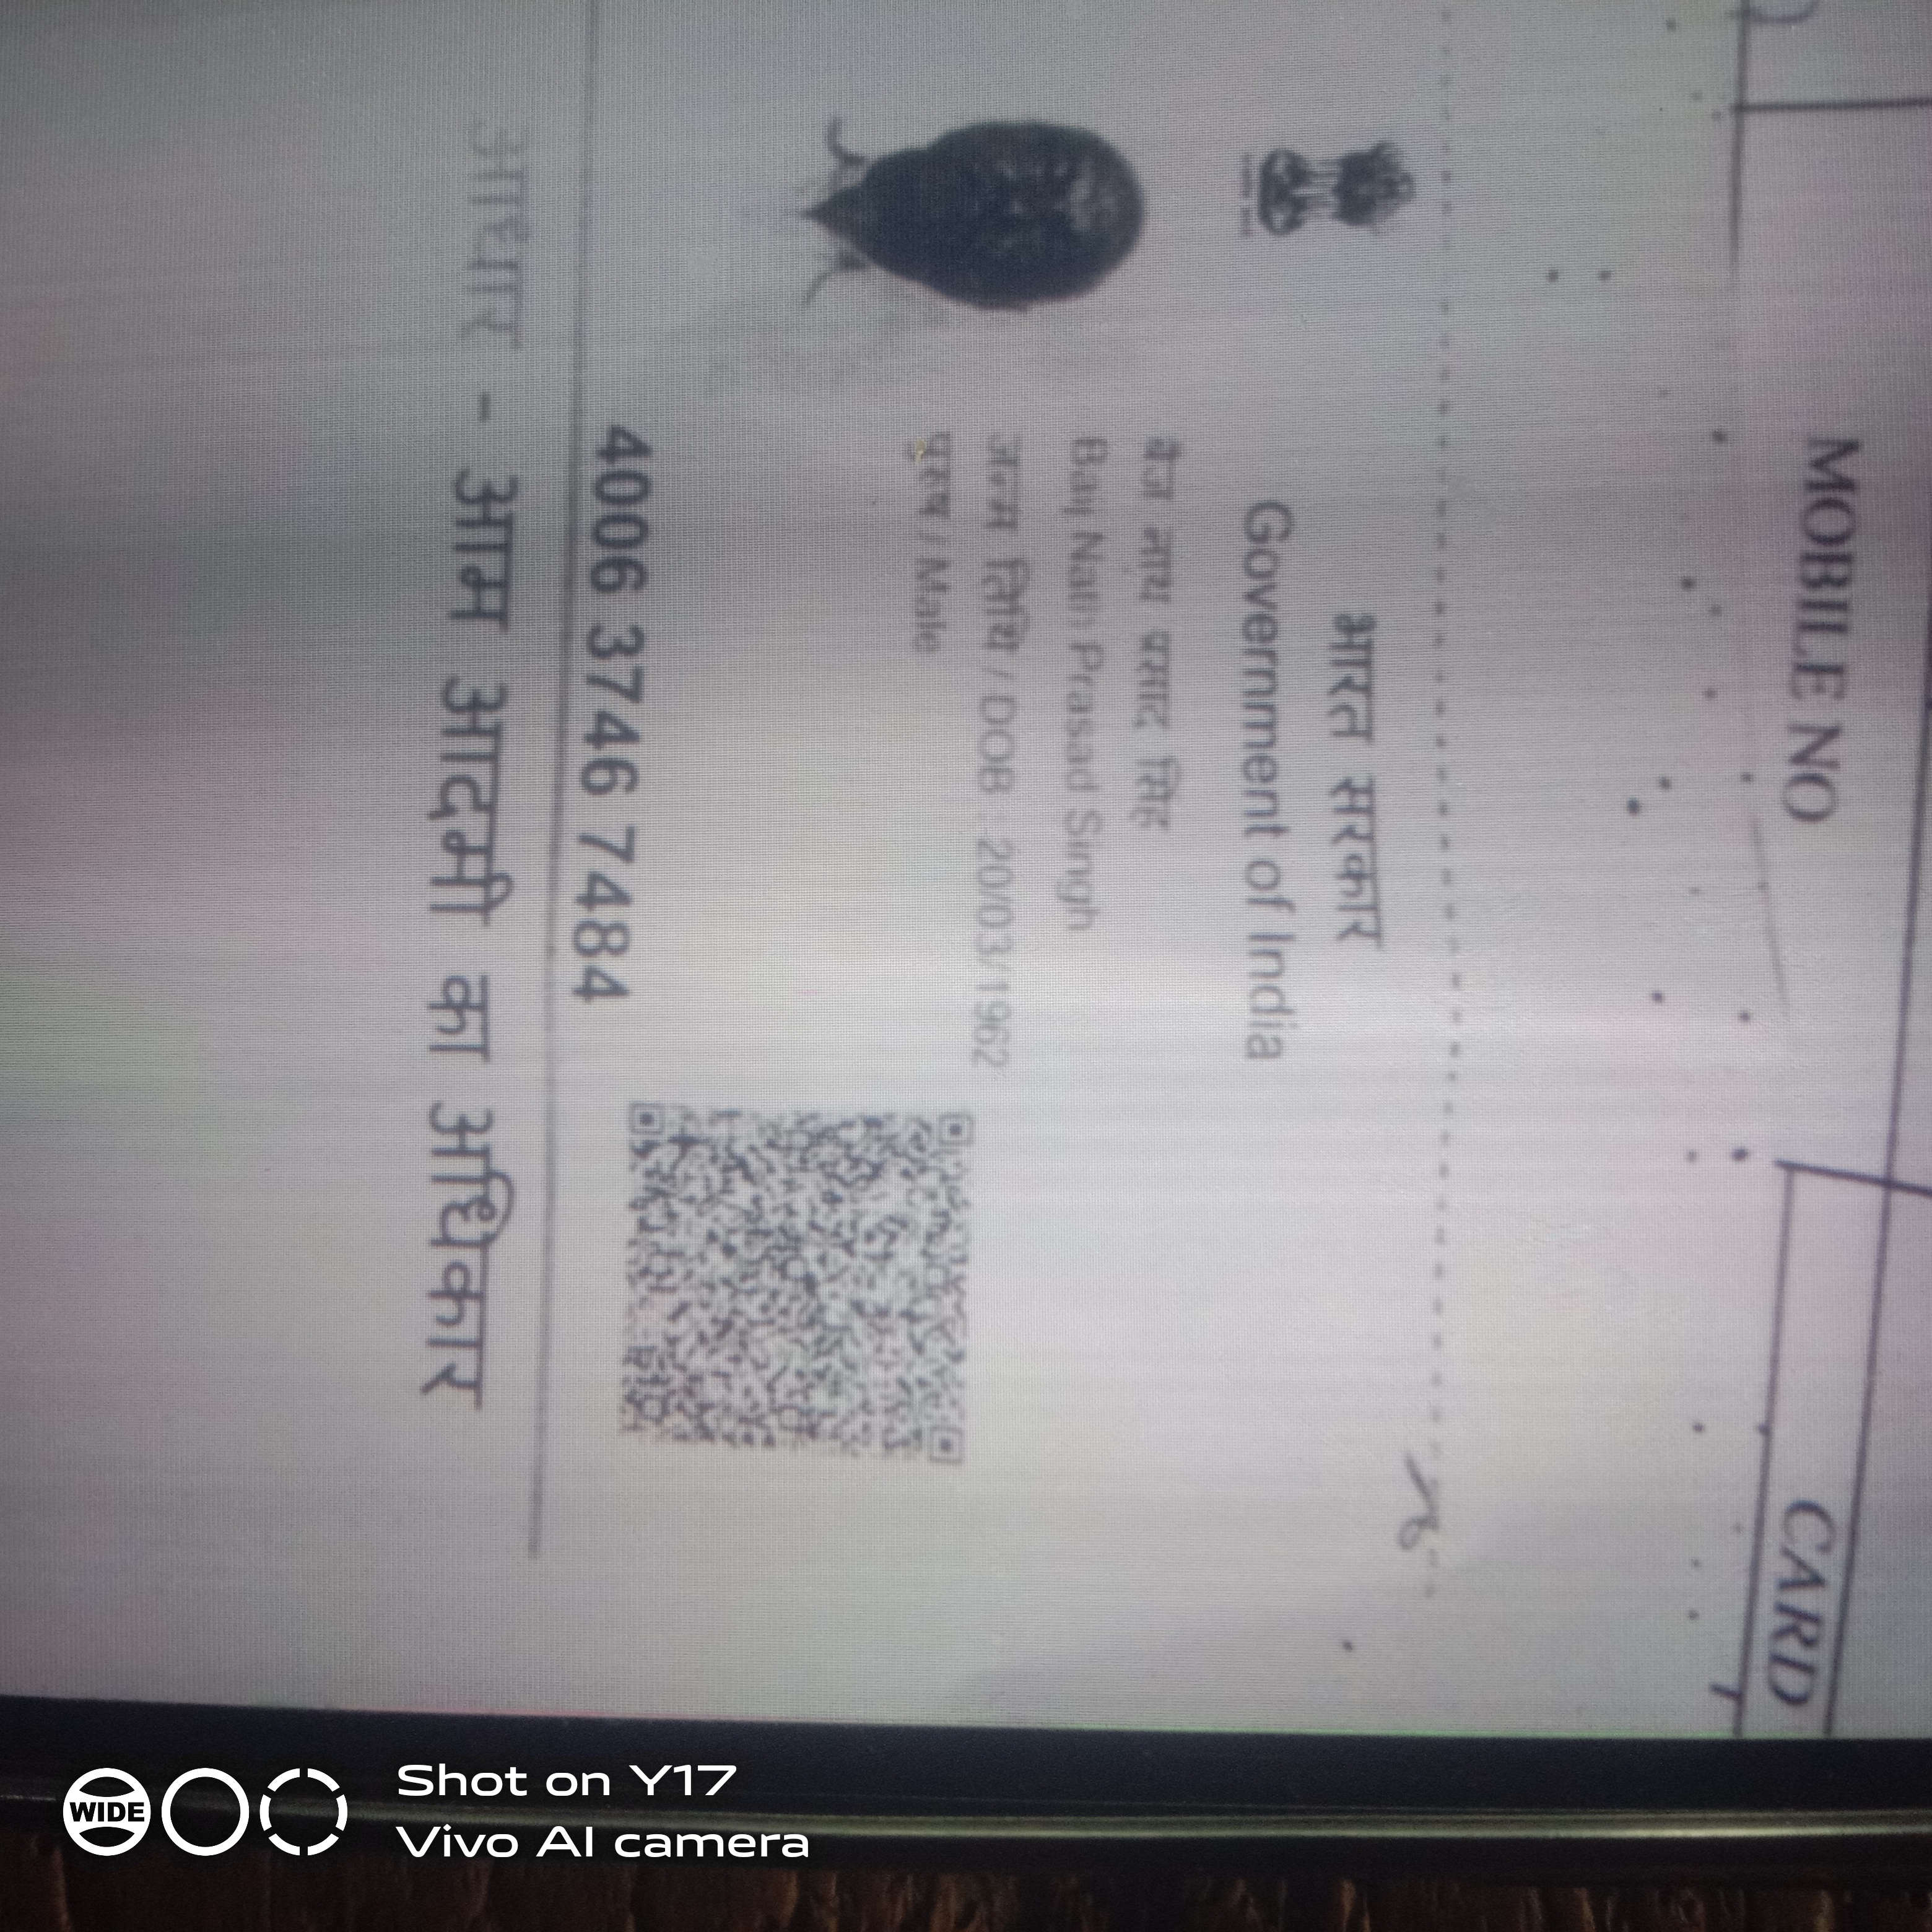 MOBILE NO
CARD
भारत सरकार
Government of India
बैज नाथ प्रसाद सिंह
Baij Nath Prasad Singh
जन्म तिथि / DOB : 20/03/1962
पुरुष / Male
4006 3746 7484
आधार - आम आदमी का अधिकार
WIDE
Shot on Y17
Vivo AI camera